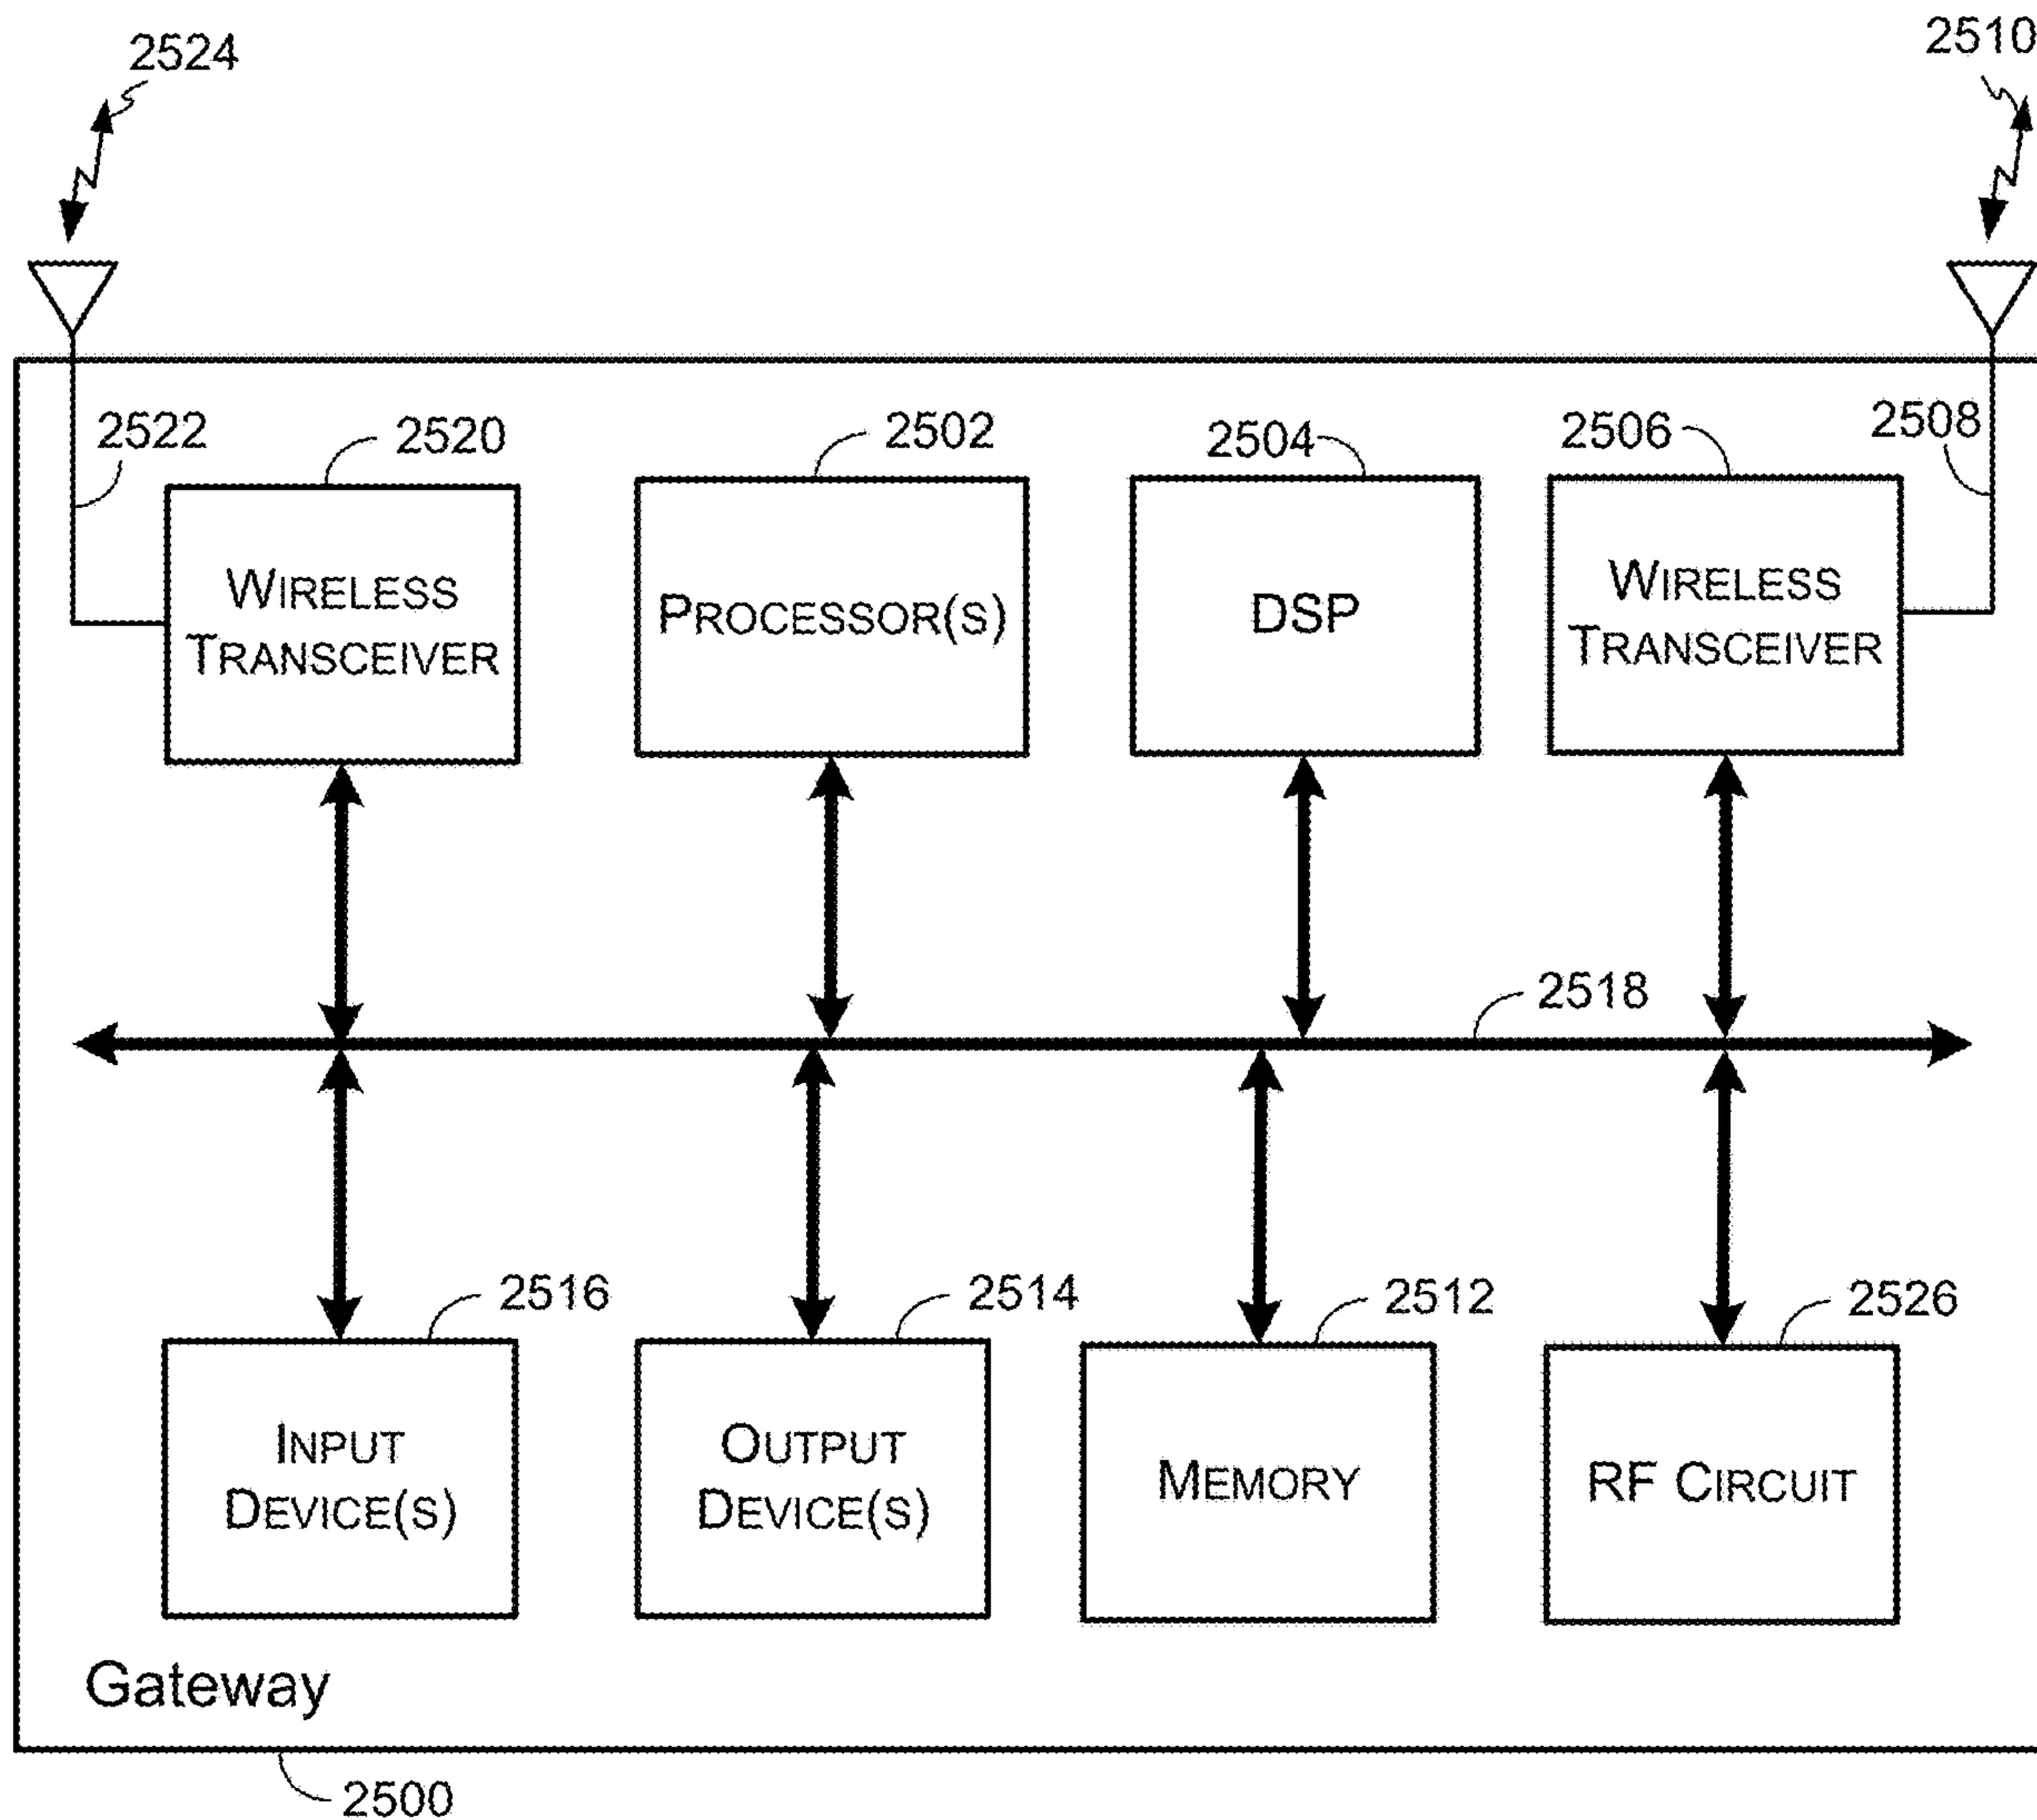 2524
2510
2522
2520
2502
2504
2506
2508
WIRELESS
TRANSCEIVER
PROCESSOR(S)
DSP
WIRELESS
TRANSCEIVER
2518
2516
2514
2512
2526
INPUT
DEVICE(S)
OUTPUT
DEVICE(S)
MEMORY
RF CIRCUIT
Gateway
2500